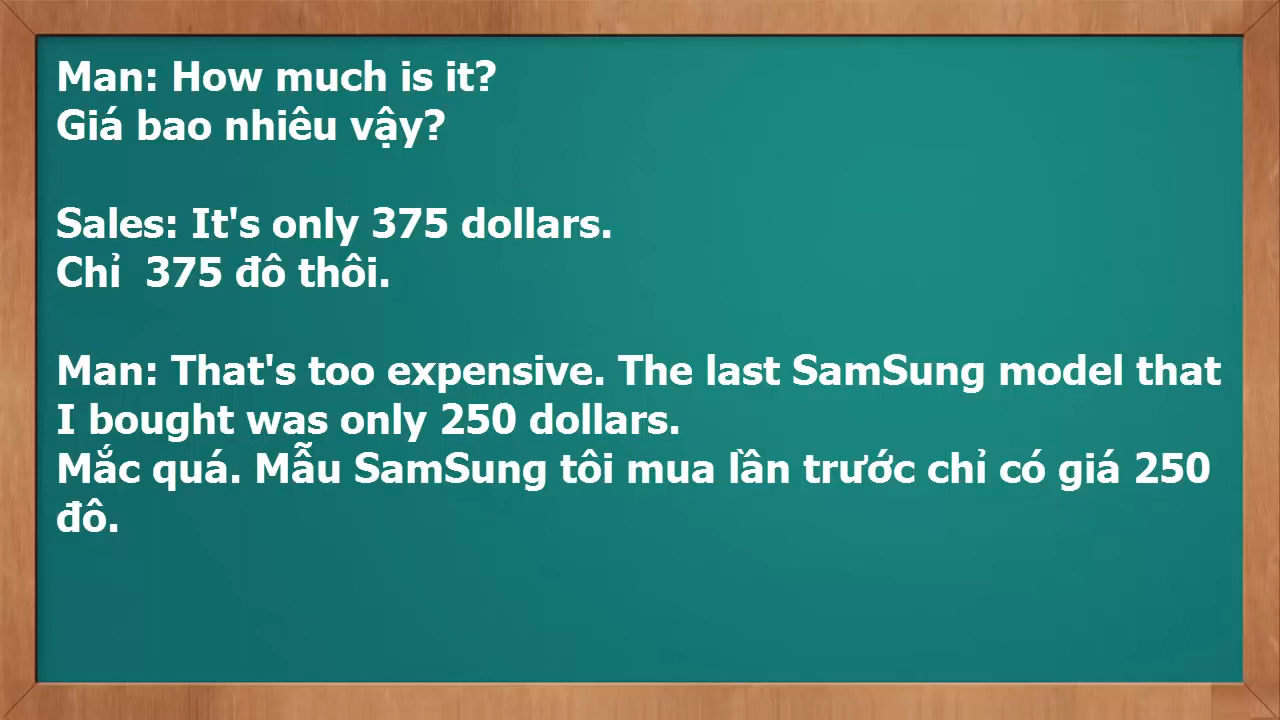 Man: How much is it?
Giá bao nhiêu vậy?
Sales: It's only 375 dollars.
Chỉ  375 đô thôi.
Man: That's too expensive. The last SamSung model that
I bought was only 250 dollars.
Mắc quá. Mẫu SamSung tôi mua lần trước chỉ có giá 250
đô.